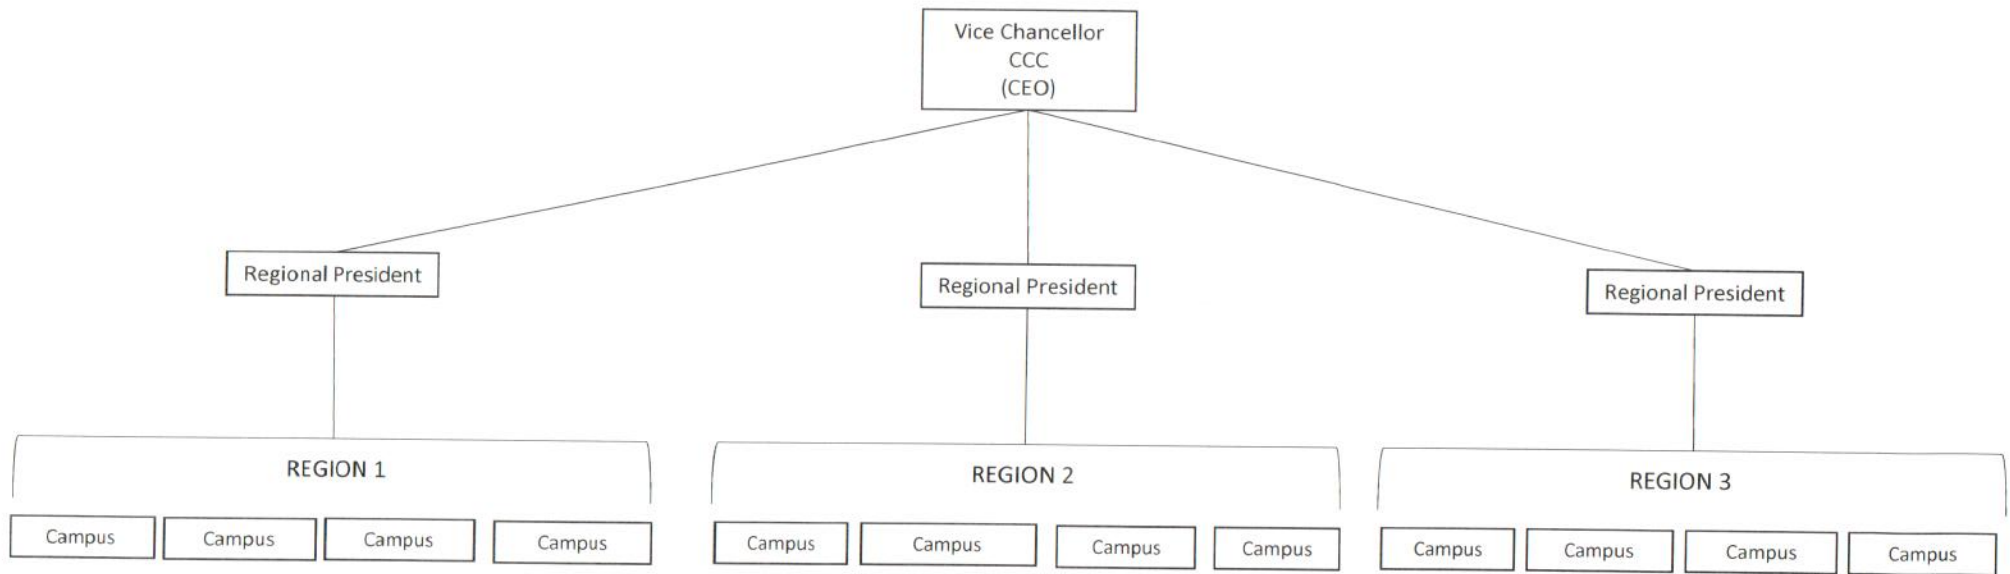 Vice Chancellor
CCC
(CEO)
Regional President
Regional President
Regional President
REGION 1
REGION 2
REGION 3
Campus
Campus
Campus
Campus
Campus
Campus
Campus
Campus
Campus
Campus
Campus
Campus